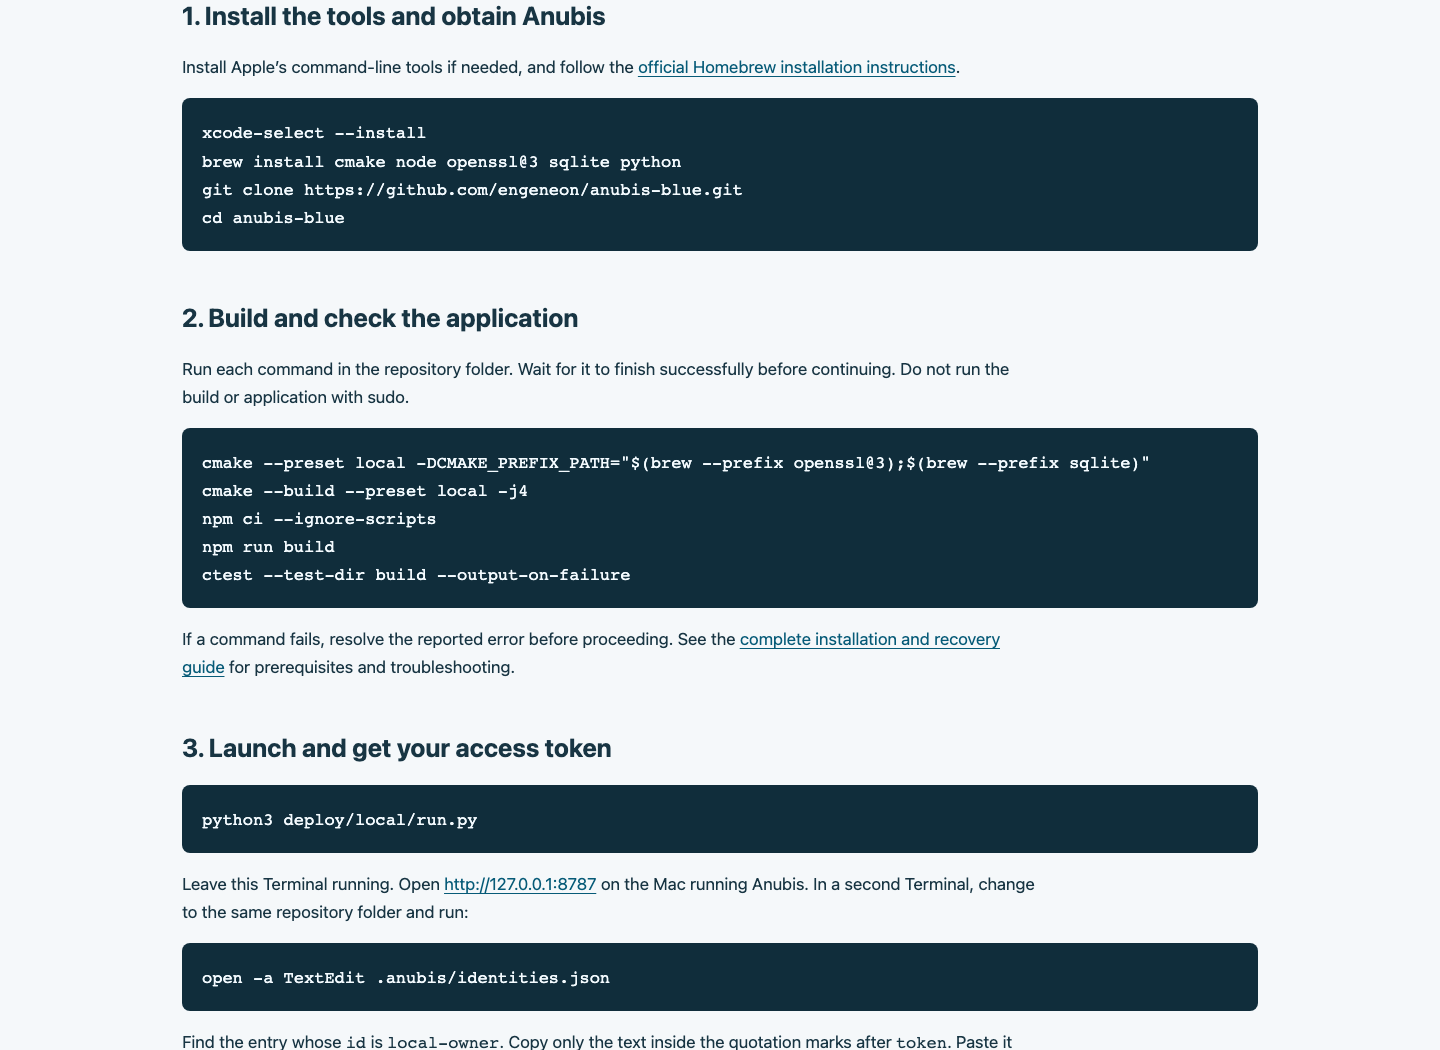 1. Install the tools and obtain Anubis
Install Apple’s command-line tools if needed, and follow the official Homebrew installation instructions.
xcode-select --install
brew install cmake node openssl@3 sqlite python
git clone https://github.com/engeneon/anubis-blue.git
cd anubis-blue
2. Build and check the application
Run each command in the repository folder. Wait for it to finish successfully before continuing. Do not run the
build or application with sudo.
cmake --preset local -DCMAKE_PREFIX_PATH="$(brew --prefix openssl@3);$(brew --prefix sqlite)"
cmake --build --preset local -j4
npm ci --ignore-scripts
npm run build
ctest --test-dir build --output-on-failure
If a command fails, resolve the reported error before proceeding. See the complete installation and recovery
guide for prerequisites and troubleshooting.
3. Launch and get your access token
python3 deploy/local/run.py
Leave this Terminal running. Open http://127.0.0.1:8787 on the Mac running Anubis. In a second Terminal, change
to the same repository folder and run:
open -a TextEdit .anubis/identities.json
Find the entry whose id is local-owner. Copy only the text inside the quotation marks after token. Paste it